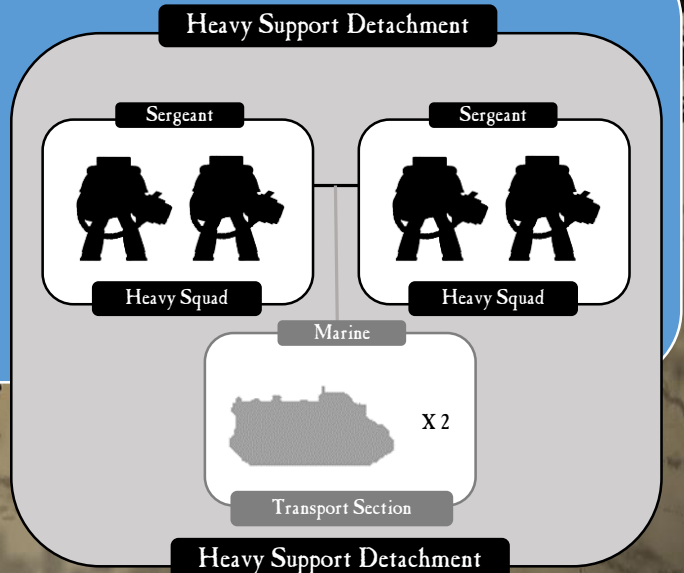 Heavy Support Detachment
Sergeant
Sergeant
Heavy Squad
Heavy Squad
Marine
X 2
Transport Section
Heavy Support Detachment